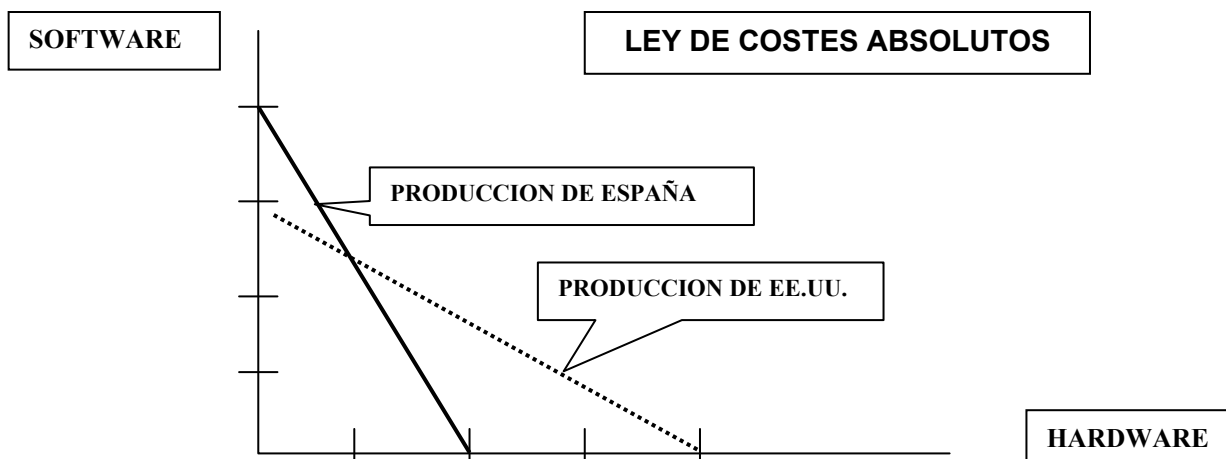 SOFTWARE
LEY DE COSTES ABSOLUTOS
PRODUCCION DE ESPAÑA
PRODUCCION DE EE.UU.
HARDWARE